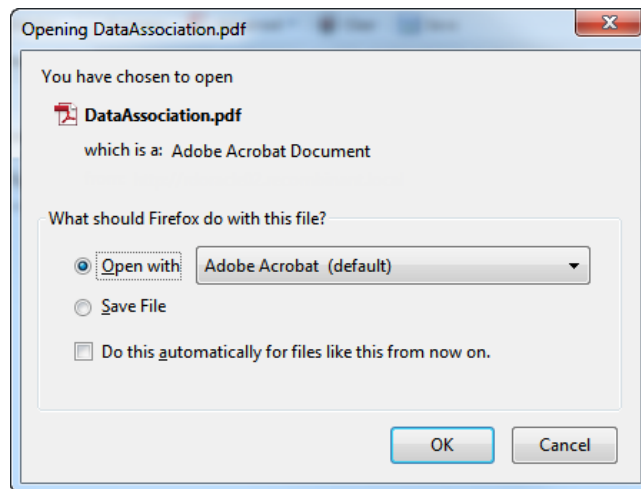 Opening DataAssociation.pdf
You have chosen to open
DataAssociation.pdf
which is a: Adobe Acrobat Document
What should Firefox do with this file?
Open with Adobe Acrobat (default)
Save File
Do this automatically for files like this from now on.
OK Cancel